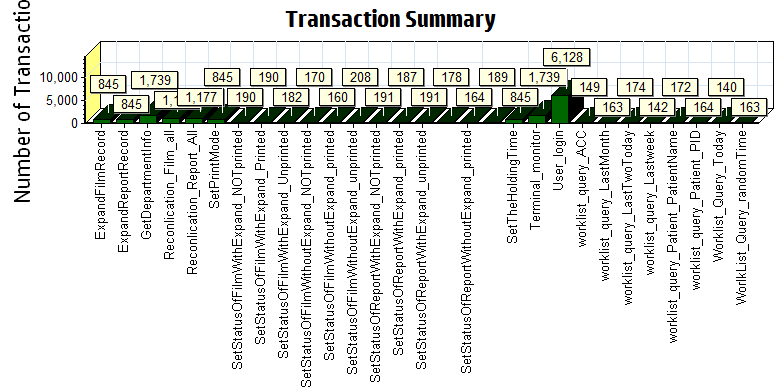 Transaction Summary
Number of Transactio
10,000
5,000
0
845
845
1,739
1,177
845
190
190
182
170
160
208
191
187
191
178
164
189
845
1,739
6,128
149
163
174
142
172
164
140
163
ExpandFilmRecord
ExpandReportRecord
GetDepartmentInfo
Reconlication_Film_all
Reconlication_Report_All
SetPrintMode
SetStatusOfFilmWithExpand_NOTprinted
SetStatusOfFilmWithExpand_Printed
SetStatusOfFilmWithExpand_Unprinted
SetStatusOfFilmWithoutExpand_NOTprinted
SetStatusOfFilmWithoutExpand_printed
SetStatusOfFilmWithoutExpand_unprinted
SetStatusOfReportWithExpand_NOTprinted
SetStatusOfReportWithExpand_printed
SetStatusOfReportWithExpand_unprinted
SetStatusOfReportWithoutExpand_printed
SetTheHoldingTime
Terminal_monitor
User_login
worklist_query_ACC
worklist_query_LastMonth
worklist_query_LastTwoToday
worklist_query_Lastweek
worklist_query_Patient_PatientName
worklist_query_Patient_PID
Worklist_Query_Today
WorkList_Query_randomTime